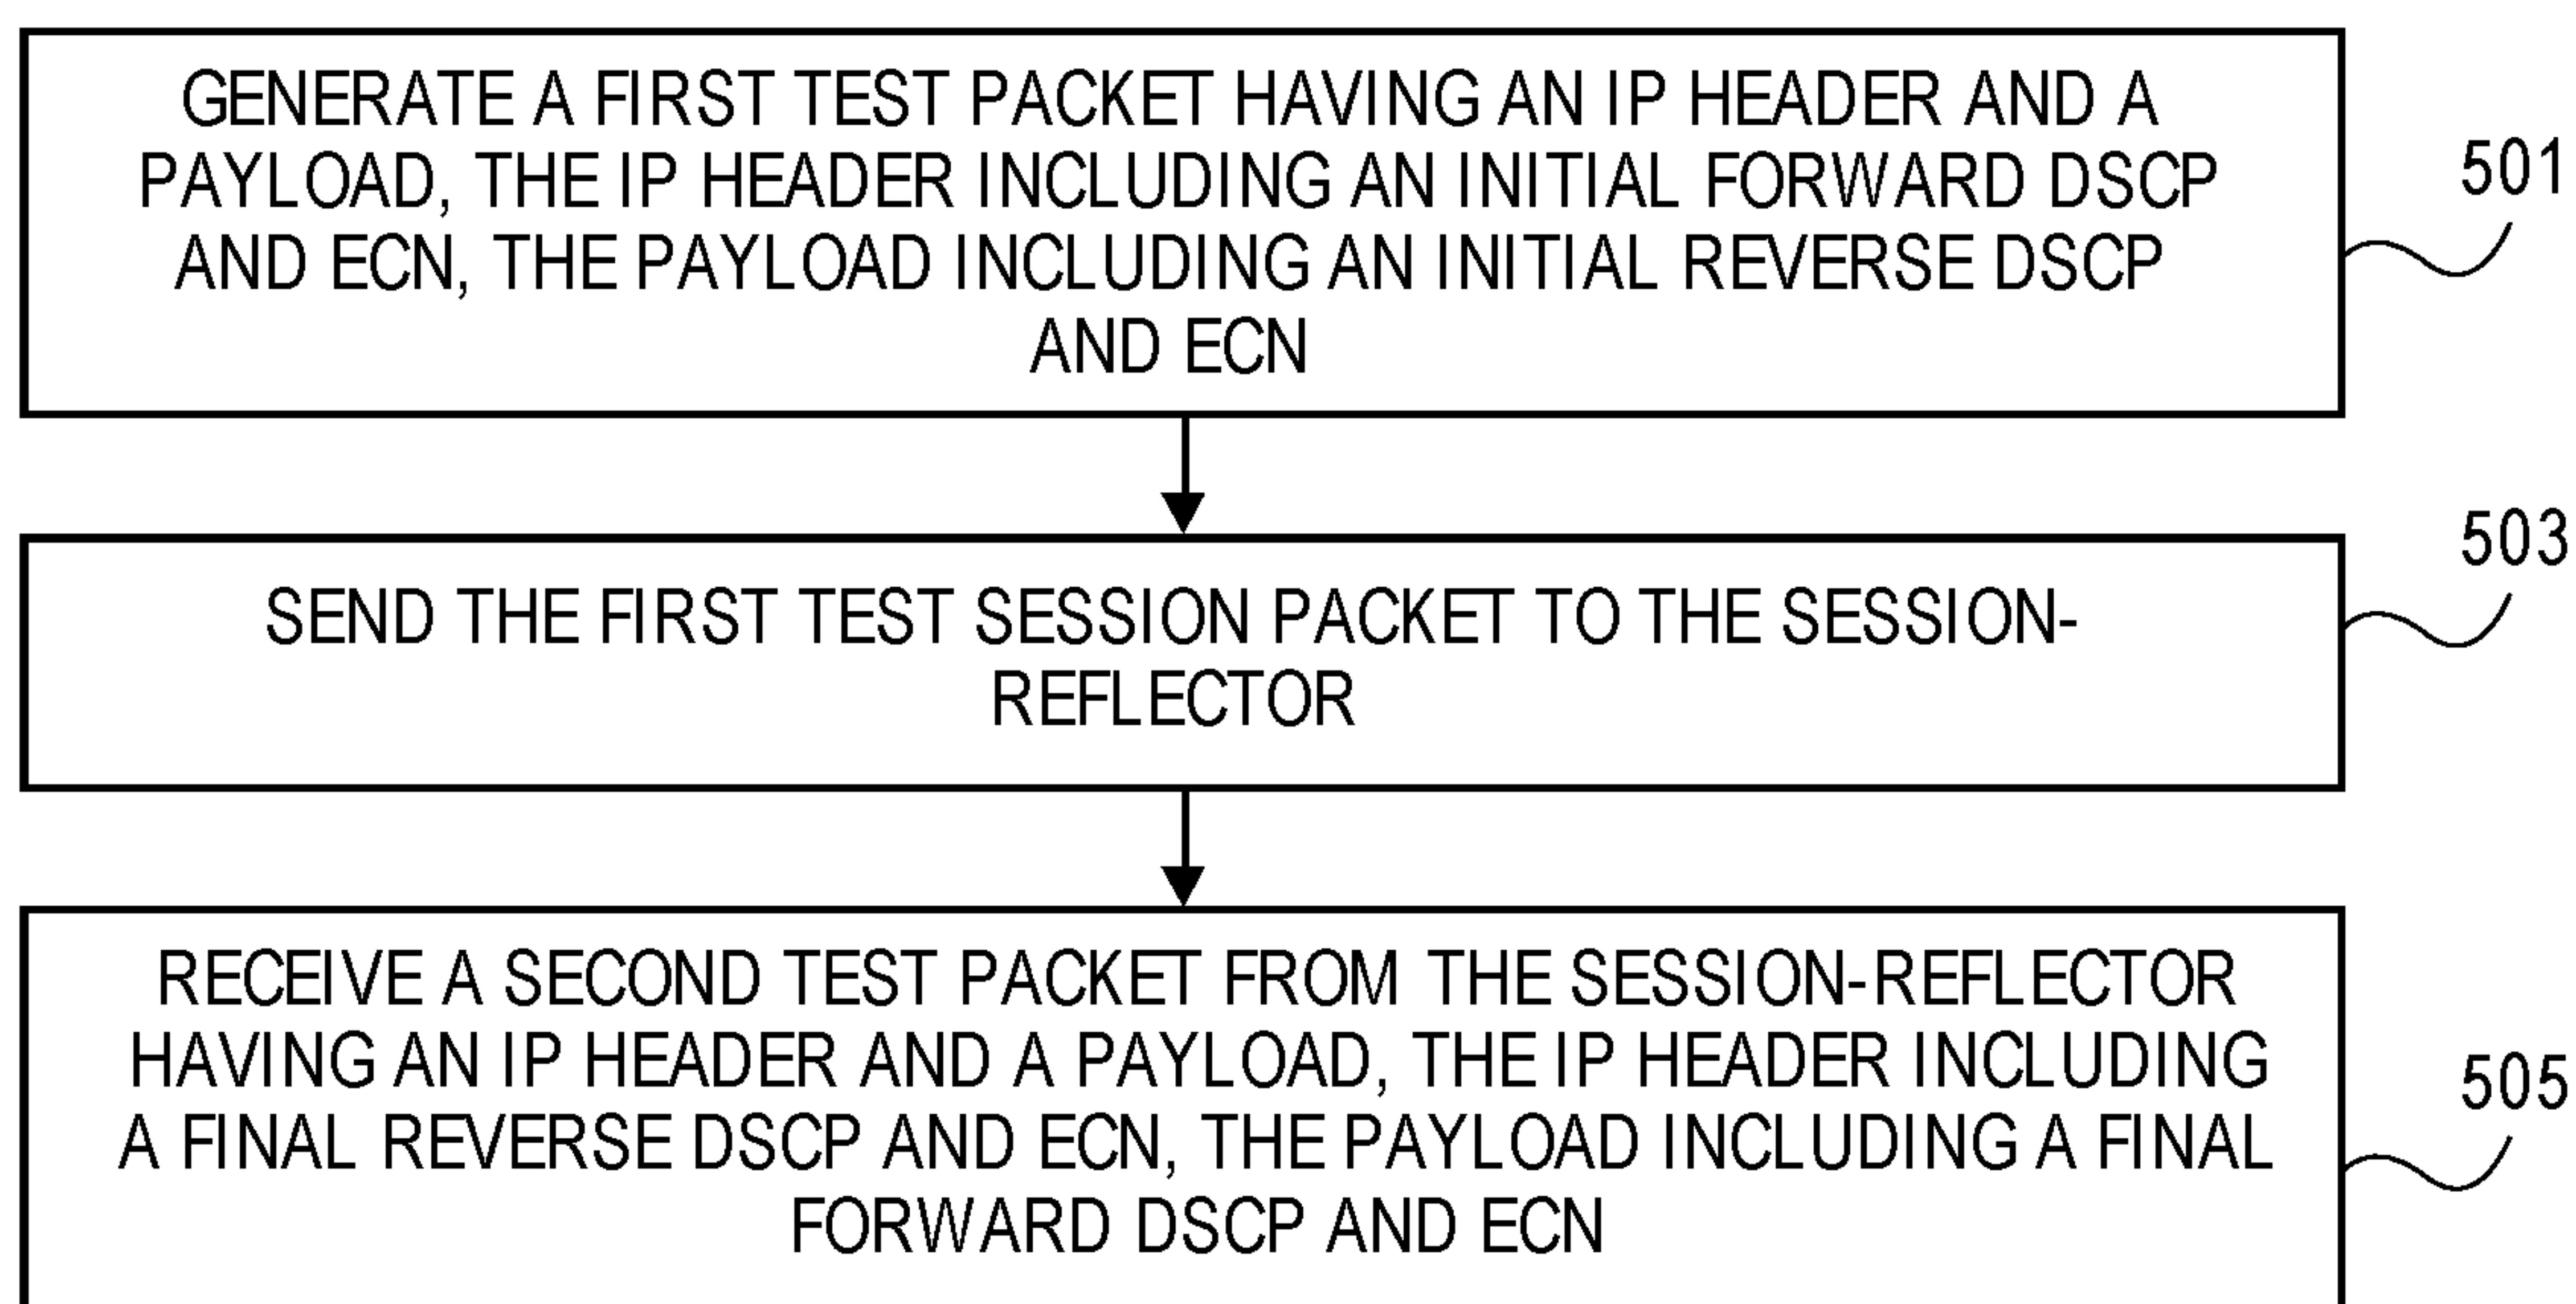 GENERATE A FIRST TEST PACKET HAVING AN IP HEADER AND A
PAYLOAD, THE IP HEADER INCLUDING AN INITIAL FORWARD DSCP
AND ECN, THE PAYLOAD INCLUDING AN INITIAL REVERSE DSCP
AND ECN
501
SEND THE FIRST TEST SESSION PACKET TO THE SESSION-
REFLECTOR
503
RECEIVE A SECOND TEST PACKET FROM THE SESSION-REFLECTOR
HAVING AN IP HEADER AND A PAYLOAD, THE IP HEADER INCLUDING
A FINAL REVERSE DSCP AND ECN, THE PAYLOAD INCLUDING A FINAL
FORWARD DSCP AND ECN
505